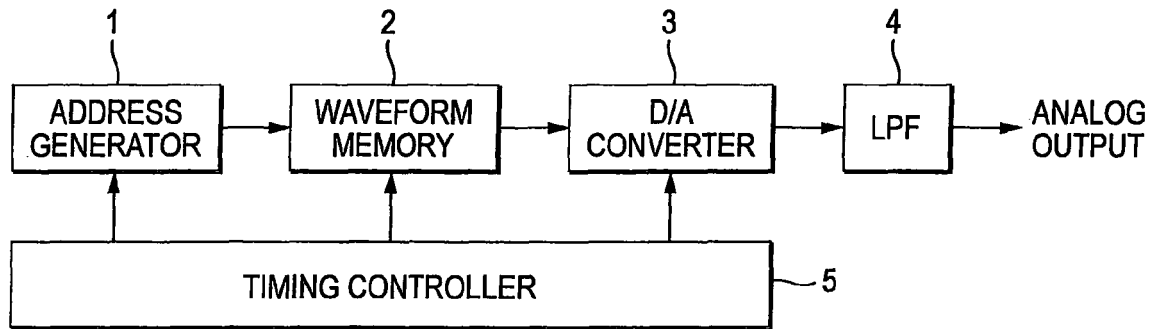 1
2
3
4
ADDRESS
GENERATOR
WAVEFORM
MEMORY
D/A
CONVERTER
LPF
ANALOG
OUTPUT
TIMING CONTROLLER
5